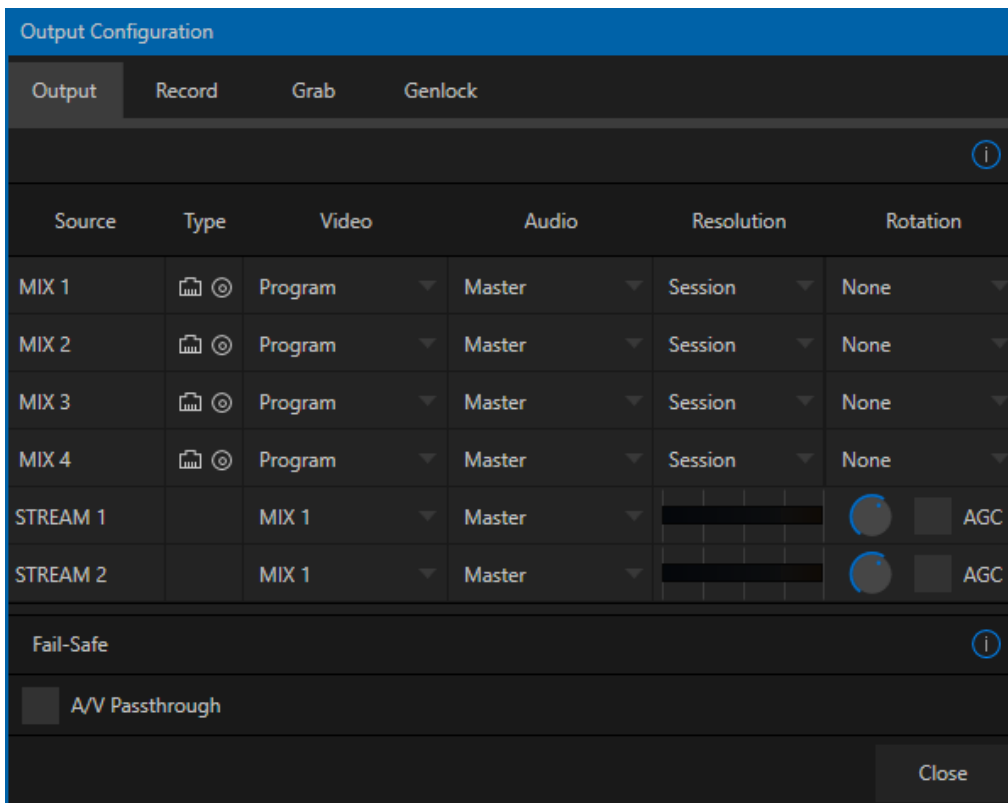 Output Configuration
Output Record Grab Genlock
Source Type Video Audio Resolution Rotation
MIX 1 Program Master Session None
MIX 2 Program Master Session None
MIX 3 Program Master Session None
MIX 4 Program Master Session None
STREAM 1 MIX 1 Master AGC
STREAM 2 MIX 1 Master AGC
Fail-Safe
A/V Passthrough
Close